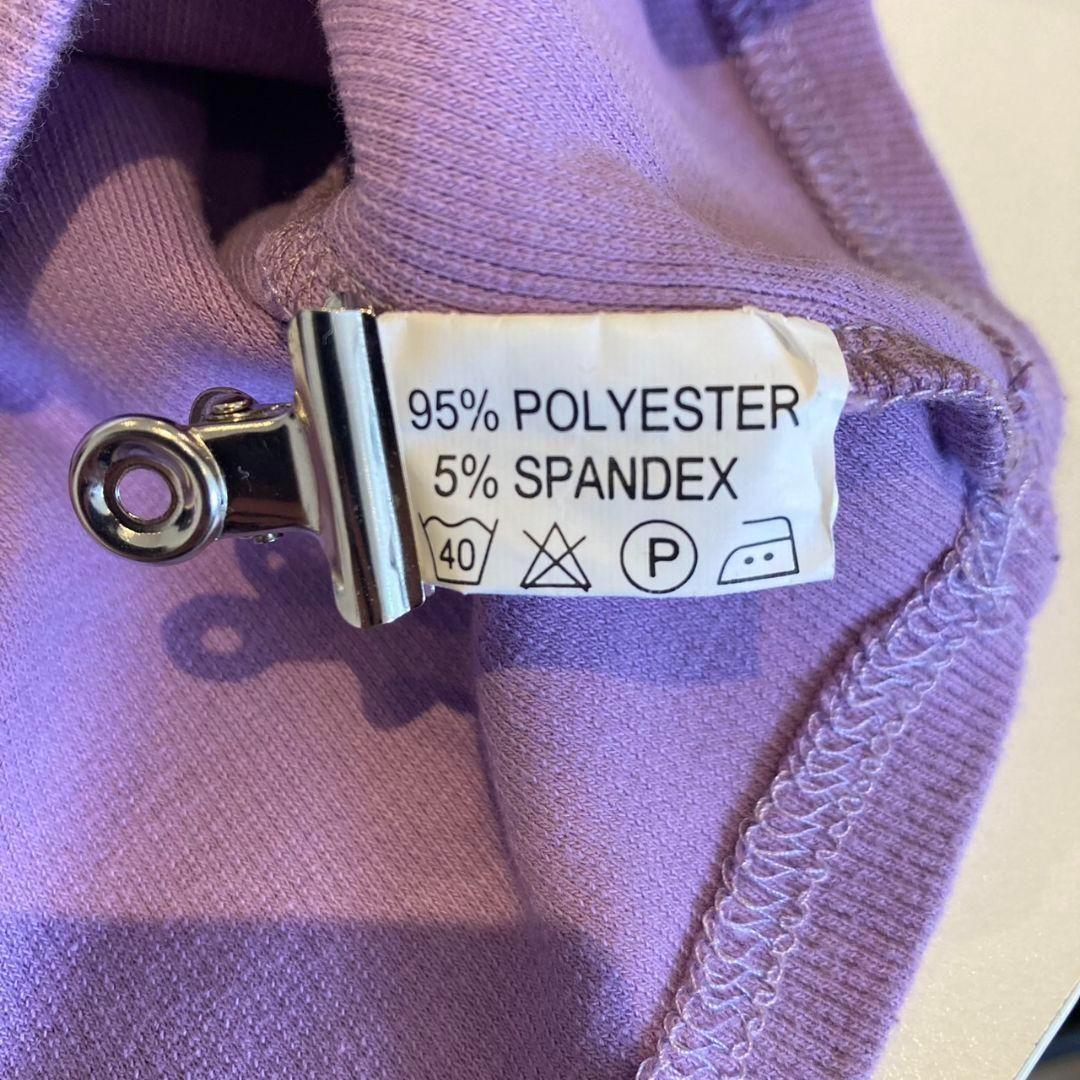 95% POLYESTER
5% SPANDEX
40 P